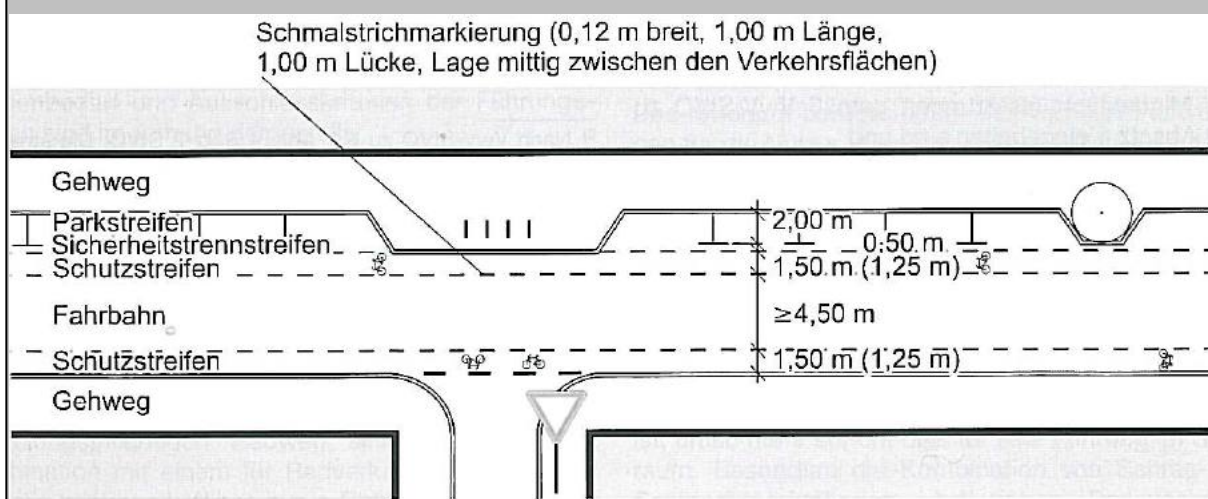 Schmalstrichmarkierung (0,12 m breit, 1,00 m Länge,
1,00 m Lücke, Lage mittig zwischen den Verkehrsflächen)
Gehweg
Parkstreifen
2,00 m
Sicherheitstrennstreifen
0,50 m
Schutzstreifen
1,50 m (1,25 m)
Fahrbahn
≥4,50 m
Schutzstreifen
1,50 m (1,25 m)
Gehweg